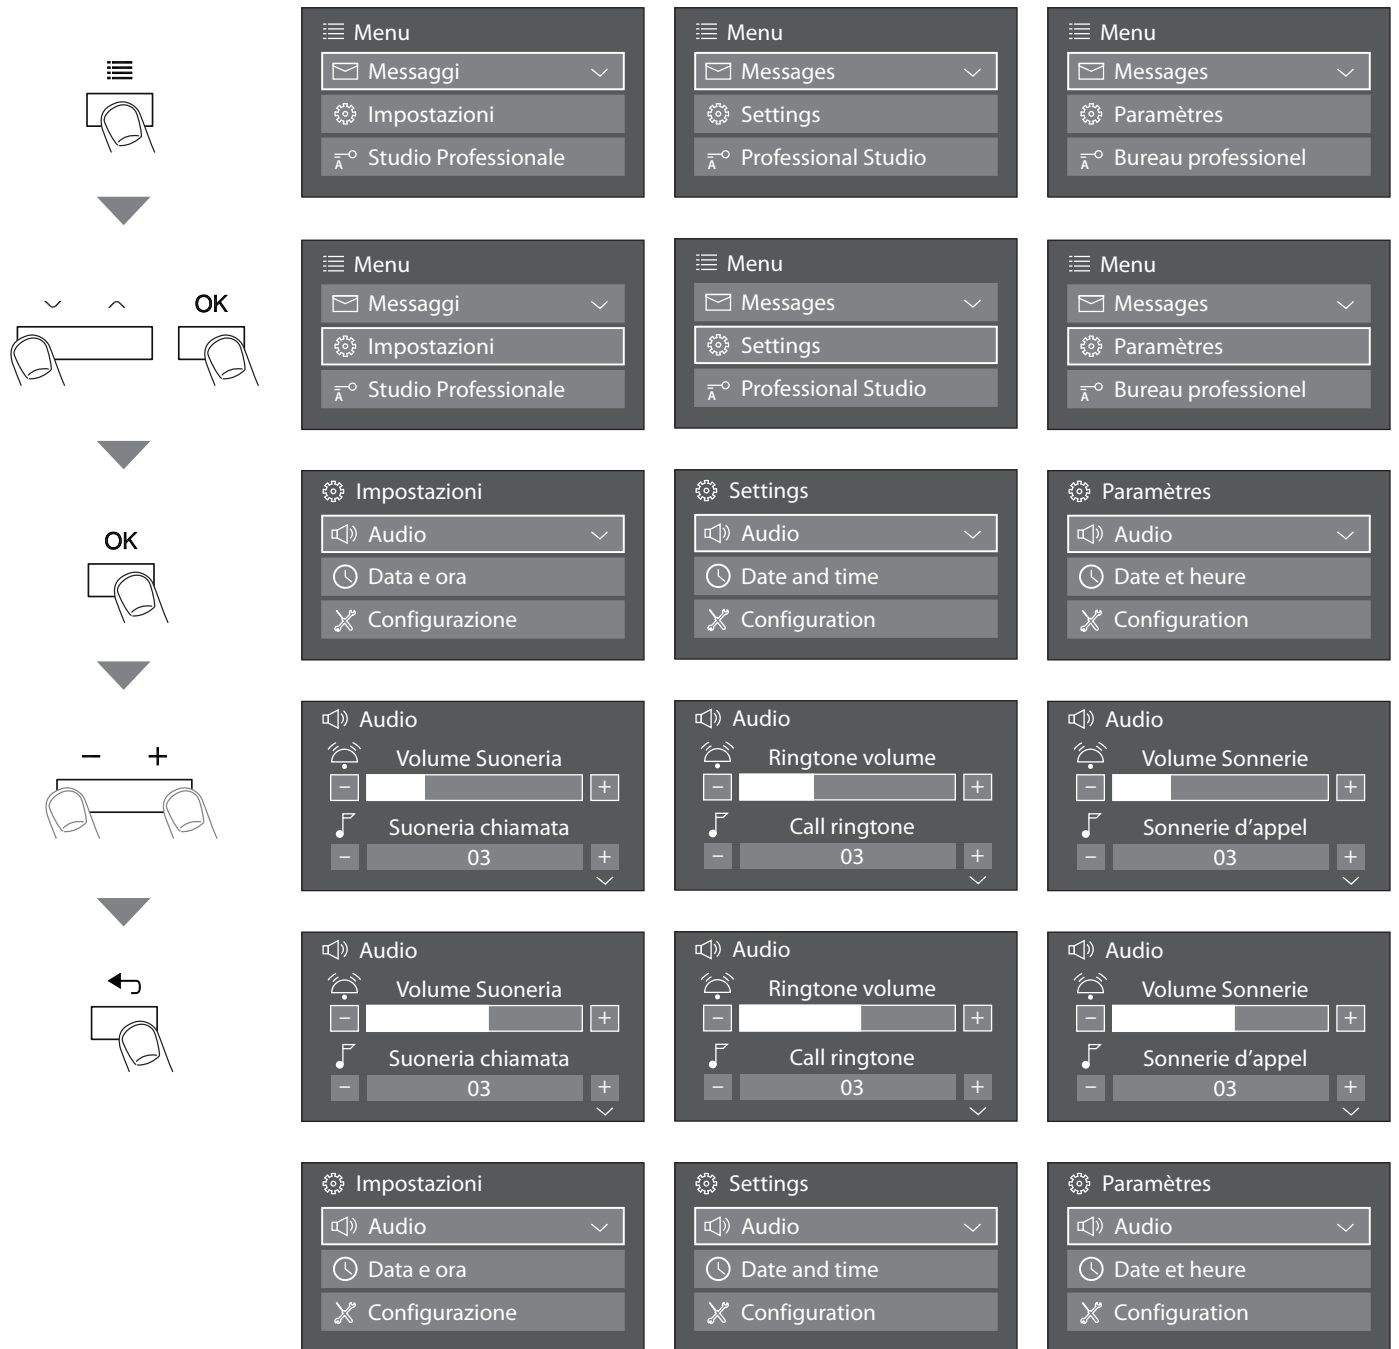 Menu
Messaggi
Impostazioni
A Studio Professionale
Menu
Messages
Settings
A Professional Studio
Menu
Messages
Paramètres
A Bureau professionel
OK
Menu
Messaggi
Impostazioni
A Studio Professionale
Menu
Messages
Settings
A Professional Studio
Menu
Messages
Paramètres
A Bureau professionel
OK
Impostazioni
Audio
Data e ora
Configurazione
Settings
Audio
Date and time
Configuration
Paramètres
Audio
Date et heure
Configuration
− +
Audio
Volume Suoneria
− +
Suoneria chiamata
− 03 +
Audio
Ringtone volume
− +
Call ringtone
− 03 +
Audio
Volume Sonnerie
− +
Sonnerie d’appel
− 03 +
Audio
Volume Suoneria
− +
Suoneria chiamata
− 03 +
Audio
Ringtone volume
− +
Call ringtone
− 03 +
Audio
Volume Sonnerie
− +
Sonnerie d’appel
− 03 +
Impostazioni
Audio
Data e ora
Configurazione
Settings
Audio
Date and time
Configuration
Paramètres
Audio
Date et heure
Configuration